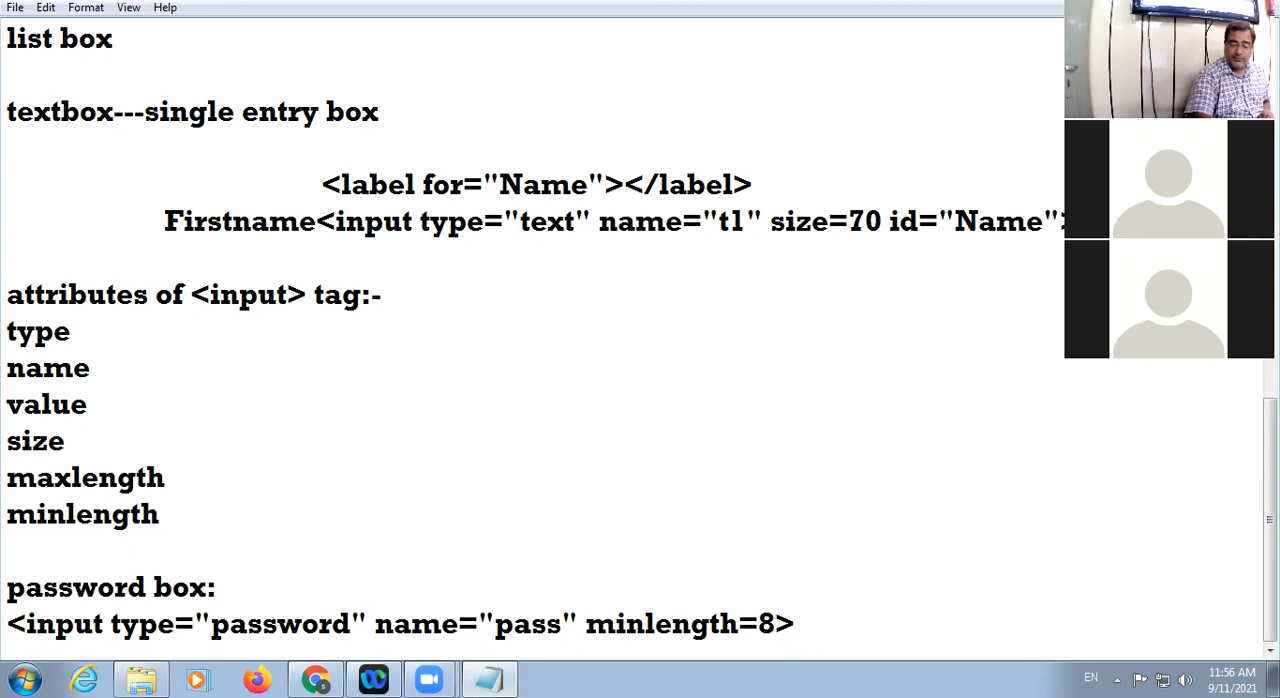 File Edit Format View Help
list box
textbox---single entry box
<label for="Name"></label>
Firstname<input type="text" name="t1" size=70 id="Name">
attributes of <input> tag:-
type
name
value
size
maxlength
minlength
password box:
<input type="password" name="pass" minlength=8>
EN
11:56 AM
9/11/2021